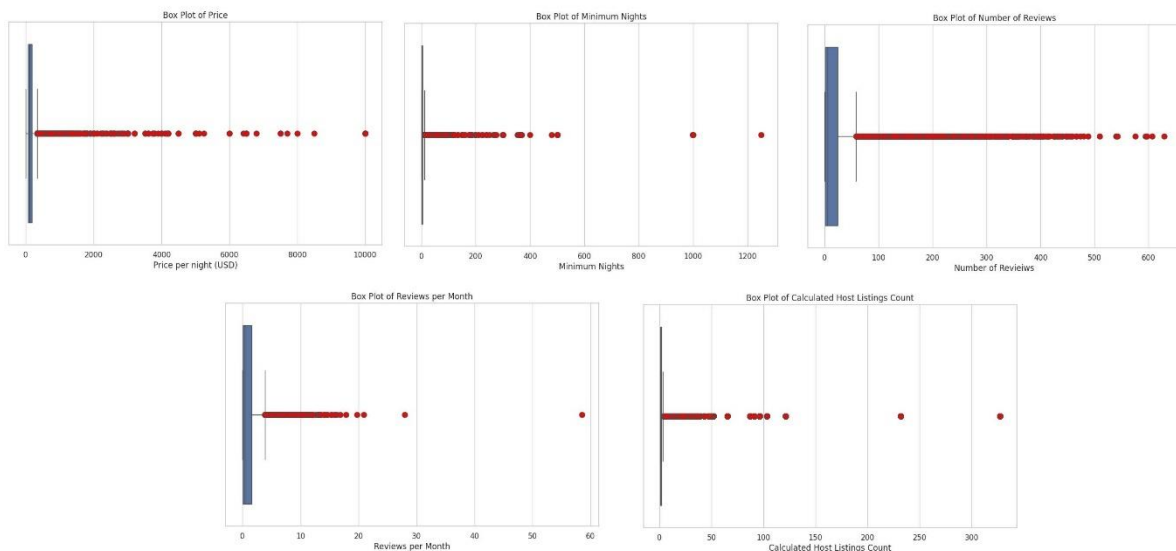 Box Plot of Price
0 2000 4000 6000 8000 10000
Price per night (USD)
Box Plot of Minimum Nights
0 200 400 600 800 1000 1200
Minimum Nights
Box Plot of Number of Reviews
0 100 200 300 400 500 600
Number of Revieiws
Box Plot of Reviews per Month
0 10 20 30 40 50 60
Reviews per Month
Box Plot of Calculated Host Listings Count
0 50 100 150 200 250 300
Calculated Host Listings Count